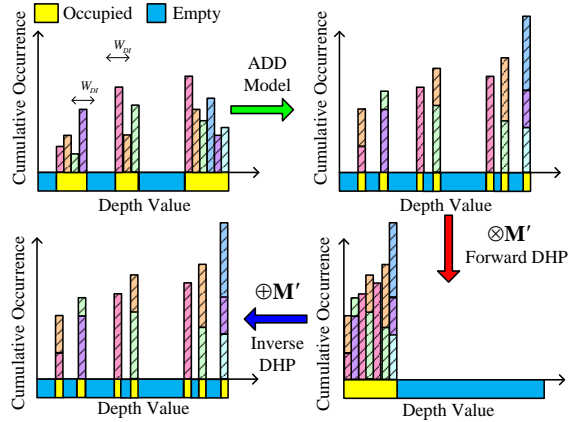 Occupied Empty
Cumulative Occurrence
W_DI
W_DI
Depth Value
ADD
Model
Cumulative Occurrence
Depth Value
⊗M′
Forward DHP
Cumulative Occurrence
Depth Value
⊕M′
Inverse
DHP
Cumulative Occurrence
Depth Value